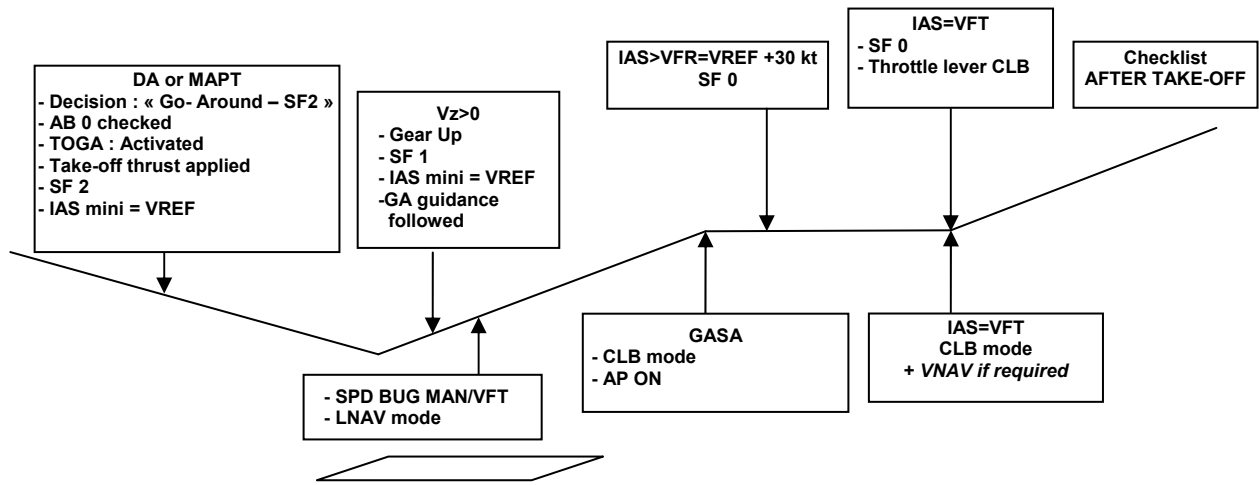 DA or MAPT
- Decision : « Go- Around – SF2 »
- AB 0 checked
- TOGA : Activated
- Take-off thrust applied
- SF 2
- IAS mini = VREF
Vz>0
- Gear Up
- SF 1
- IAS mini = VREF
-GA guidance
followed
IAS>VFR=VREF +30 kt
SF 0
IAS=VFT
- SF 0
- Throttle lever CLB
Checklist
AFTER TAKE-OFF
- SPD BUG MAN/VFT
- LNAV mode
GASA
- CLB mode
- AP ON
IAS=VFT
CLB mode
+ VNAV if required